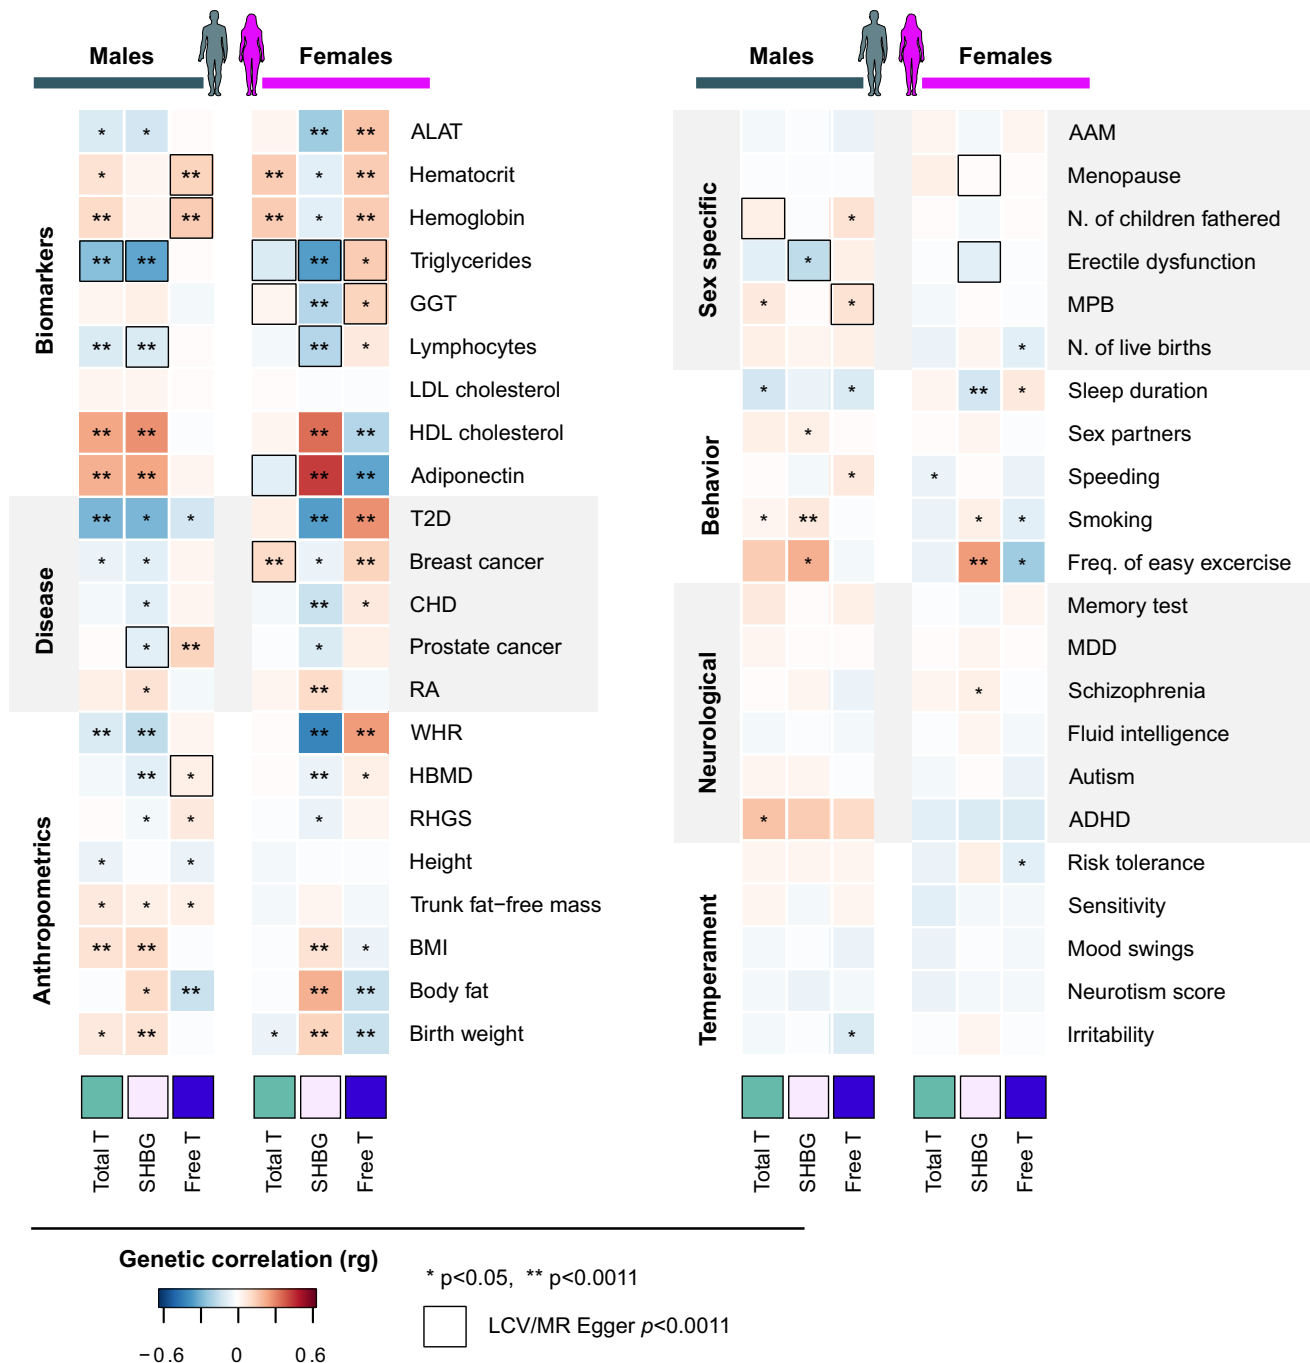 Males Females
Biomarkers
* * ** ** ALAT
* ** ** * ** Hematocrit
** ** ** * ** Hemoglobin
** ** ** * Triglycerides
** * GGT
** ** ** * Lymphocytes
LDL cholesterol
** ** ** ** HDL cholesterol
** ** ** ** Adiponectin
Disease
** * * ** ** T2D
* * ** * ** Breast cancer
* ** * CHD
* ** * Prostate cancer
* ** RA
Anthropometrics
** ** ** ** WHR
** * ** * HBMD
* * * RHGS
* * Height
* * * Trunk fat−free mass
** ** ** * BMI
* ** ** ** Body fat
* ** * ** ** Birth weight
Total T SHBG Free T Total T SHBG Free T
Males Females
Sex specific
AAM
Menopause
* N. of children fathered
* Erectile dysfunction
* * MPB
* N. of live births
Behavior
* * ** * Sleep duration
* Sex partners
* * Speeding
* ** * * Smoking
* ** * Freq. of easy excercise
Neurological
Memory test
MDD
* Schizophrenia
Fluid intelligence
Autism
* ADHD
Temperament
* Risk tolerance
Sensitivity
Mood swings
Neurotism score
* Irritability
Total T SHBG Free T Total T SHBG Free T
Genetic correlation (rg)
−0.6 0 0.6
* p<0.05, ** p<0.0011
LCV/MR Egger p<0.0011